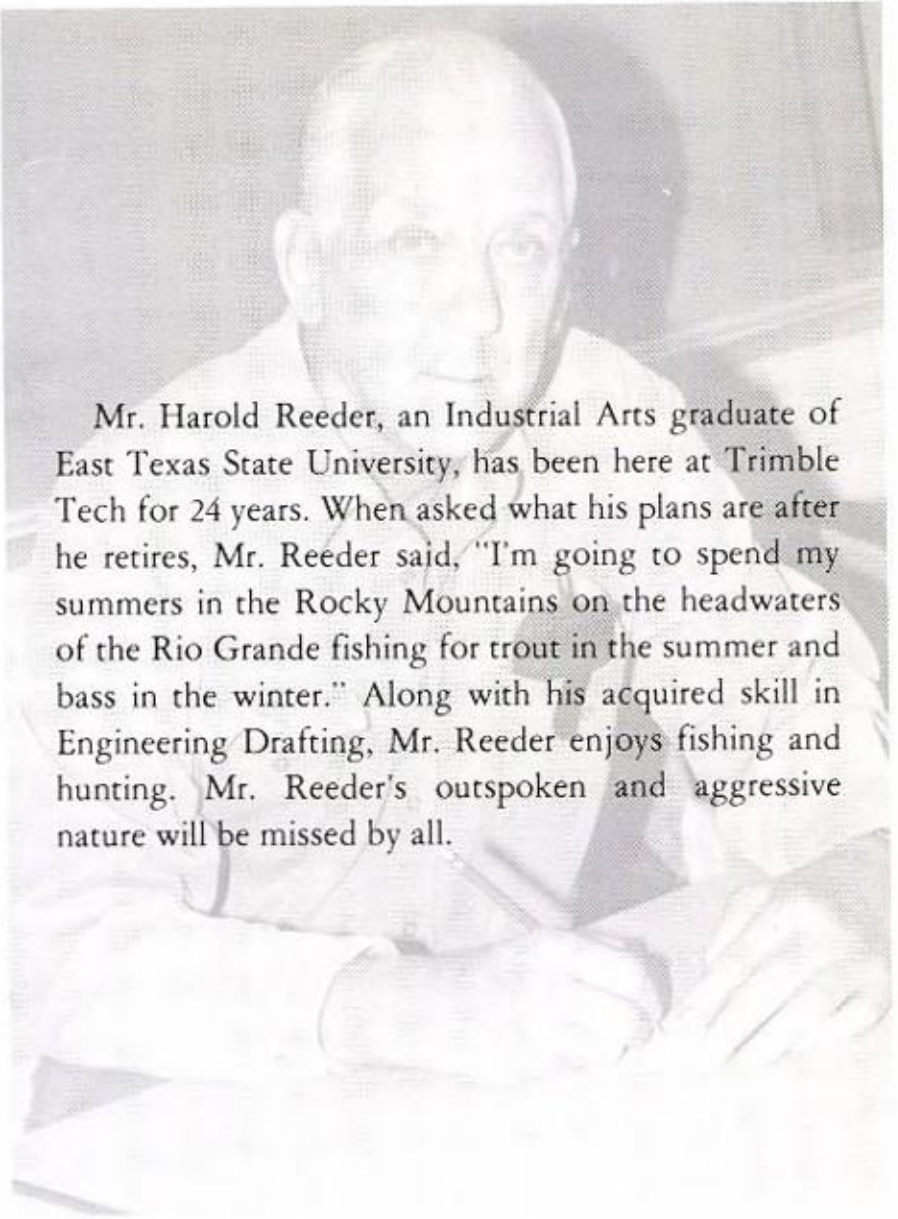 Mr. Harold Reeder, an Industrial Arts graduate of
East Texas State University, has been here at Trimble
Tech for 24 years. When asked what his plans are after
he retires, Mr. Reeder said, "I'm going to spend my
summers in the Rocky Mountains on the headwaters
of the Rio Grande fishing for trout in the summer and
bass in the winter." Along with his acquired skill in
Engineering Drafting, Mr. Reeder enjoys fishing and
hunting. Mr. Reeder's outspoken and aggressive
nature will be missed by all.